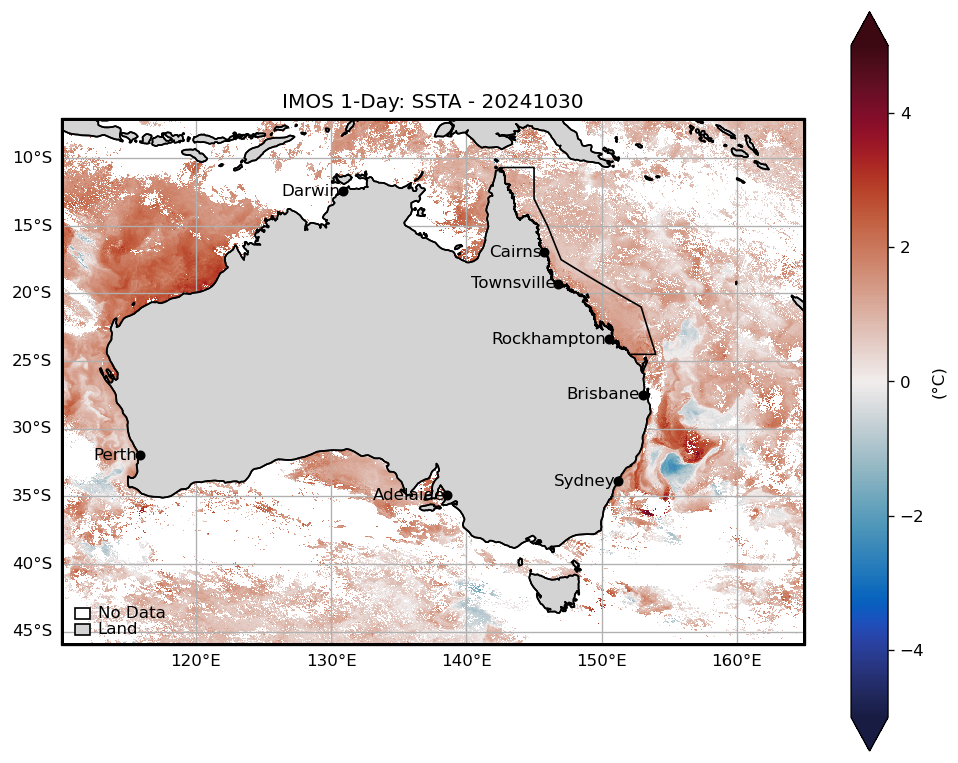 IMOS 1-Day: SSTA - 20241030
10°S
15°S
20°S
25°S
30°S
35°S
40°S
45°S
Darwin
Cairns
Townsville
Rockhampton
Brisbane
Perth
Sydney
Adelaide
No Data
Land
120°E
130°E
140°E
150°E
160°E
4
2
0
−2
−4
(°C)